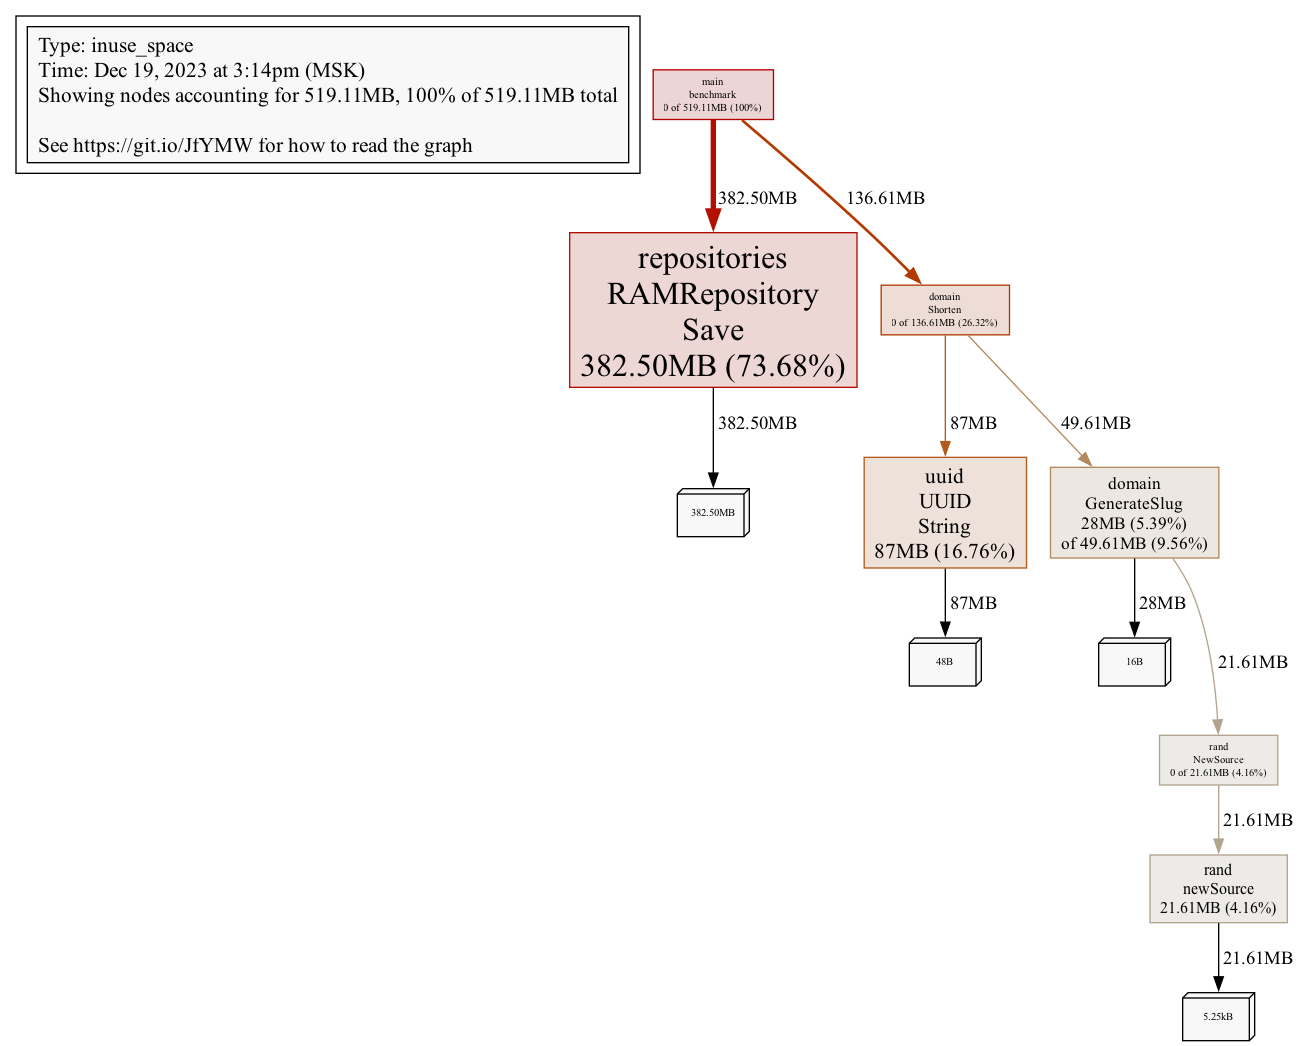 Type: inuse_space
Time: Dec 19, 2023 at 3:14pm (MSK)
Showing nodes accounting for 519.11MB, 100% of 519.11MB total
See https://git.io/JfYMW for how to read the graph
main
benchmark
0 of 519.11MB (100%)
382.50MB
136.61MB
repositories
RAMRepository
Save
382.50MB (73.68%)
domain
Shorten
0 of 136.61MB (26.32%)
382.50MB
87MB
49.61MB
382.50MB
uuid
UUID
String
87MB (16.76%)
domain
GenerateSlug
28MB (5.39%)
of 49.61MB (9.56%)
87MB
28MB
21.61MB
48B
16B
rand
NewSource
0 of 21.61MB (4.16%)
21.61MB
rand
newSource
21.61MB (4.16%)
21.61MB
5.25kB